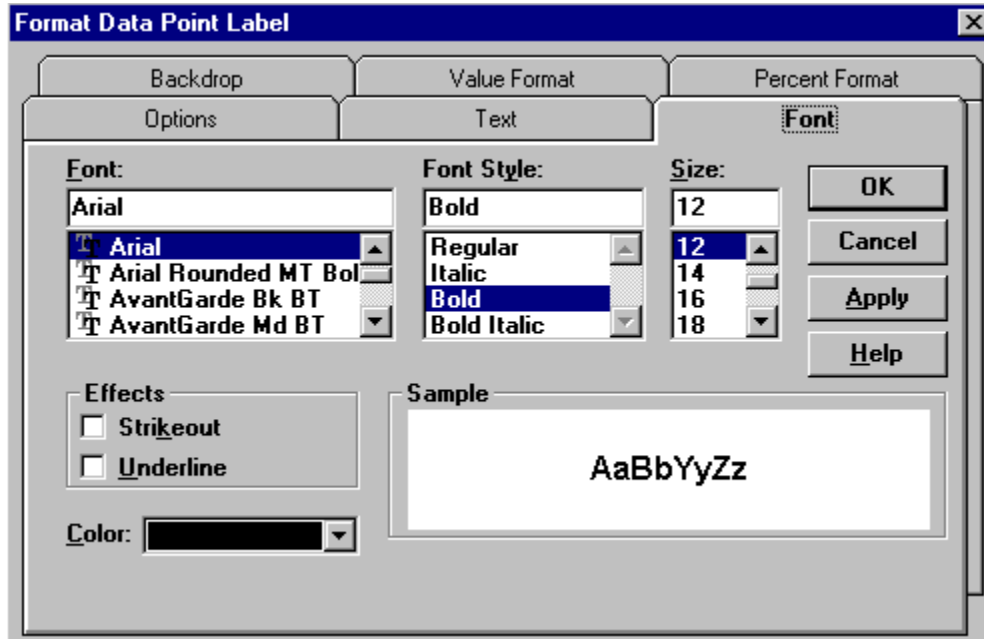 Format Data Point Label
Backdrop Value Format Percent Format
Options Text Font
Font: Font Style: Size:
Arial Bold 12
Arial Regular 12
Arial Rounded MT Bol Italic 14
AvantGarde Bk BT Bold 16
AvantGarde Md BT Bold Italic 18
OK
Cancel
Apply
Help
Effects
Strikeout
Underline
Color:
Sample
AaBbYyZz